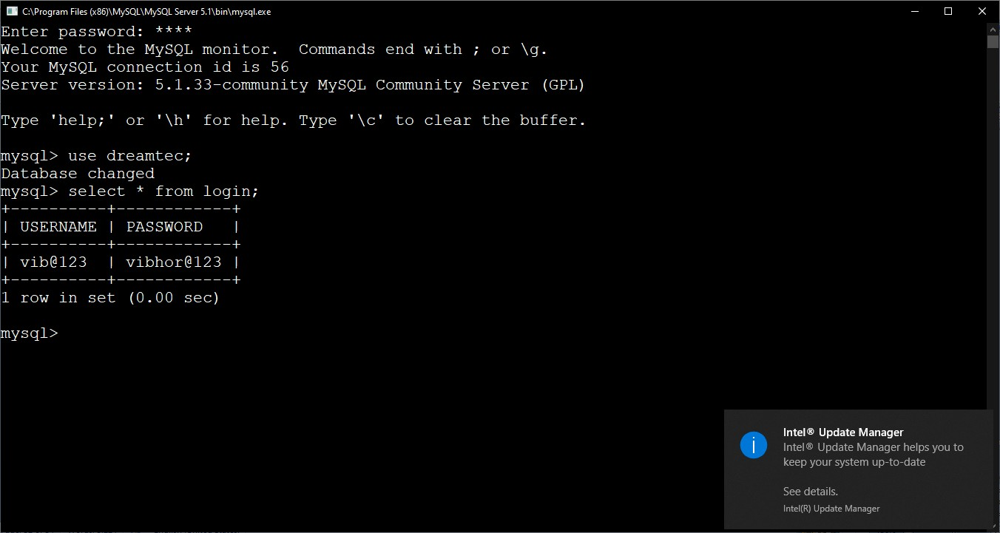 C:\Program Files (x86)\MySQL\MySQL Server 5.1\bin\mysql.exe
Enter password: ****
Welcome to the MySQL monitor.  Commands end with ; or \g.
Your MySQL connection id is 56
Server version: 5.1.33-community MySQL Community Server (GPL)
Type 'help;' or '\h' for help. Type '\c' to clear the buffer.
mysql> use dreamtec;
Database changed
mysql> select * from login;
+----------+------------+
| USERNAME | PASSWORD   |
+----------+------------+
| vib@123  | vibhor@123 |
+----------+------------+
1 row in set (0.00 sec)
mysql>
Intel® Update Manager
Intel® Update Manager helps you to
keep your system up-to-date
See details.
Intel(R) Update Manager